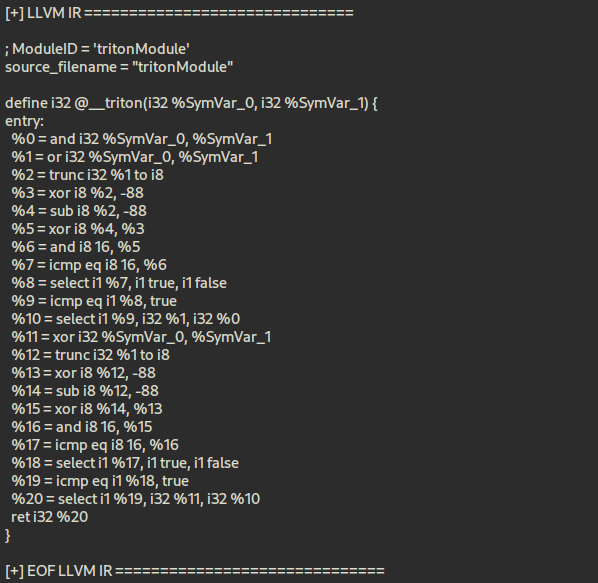 [+] LLVM IR ==============================
; ModuleID = 'tritonModule'
source_filename = "tritonModule"
define i32 @__triton(i32 %SymVar_0, i32 %SymVar_1) {
entry:
%0 = and i32 %SymVar_0, %SymVar_1
%1 = or i32 %SymVar_0, %SymVar_1
%2 = trunc i32 %1 to i8
%3 = xor i8 %2, -88
%4 = sub i8 %2, -88
%5 = xor i8 %4, %3
%6 = and i8 16, %5
%7 = icmp eq i8 16, %6
%8 = select i1 %7, i1 true, i1 false
%9 = icmp eq i1 %8, true
%10 = select i1 %9, i32 %1, i32 %0
%11 = xor i32 %SymVar_0, %SymVar_1
%12 = trunc i32 %1 to i8
%13 = xor i8 %12, -88
%14 = sub i8 %12, -88
%15 = xor i8 %14, %13
%16 = and i8 16, %15
%17 = icmp eq i8 16, %16
%18 = select i1 %17, i1 true, i1 false
%19 = icmp eq i1 %18, true
%20 = select i1 %19, i32 %11, i32 %10
ret i32 %20
}
[+] EOF LLVM IR ==============================